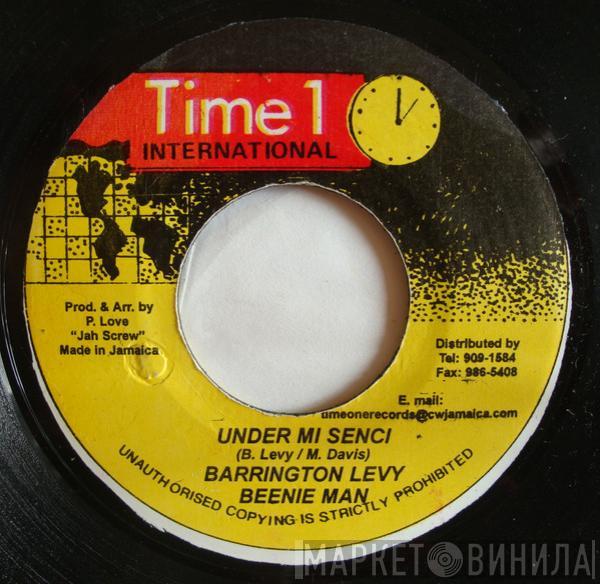 Time 1
INTERNATIONAL
Prod. & Arr. by
P. Love
"Jah Screw"
Made in Jamaica
Distributed by
Tel: 909-1584
Fax: 986-5408
E. mail:
timeonerecords@cwjamaica.com
UNDER MI SENCI
(B. Levy / M. Davis)
BARRINGTON LEVY
BEENIE MAN
UNAUTHORISED COPYING IS STRICTLY PROHIBITED
МАРКЕТ ВИНИЛА